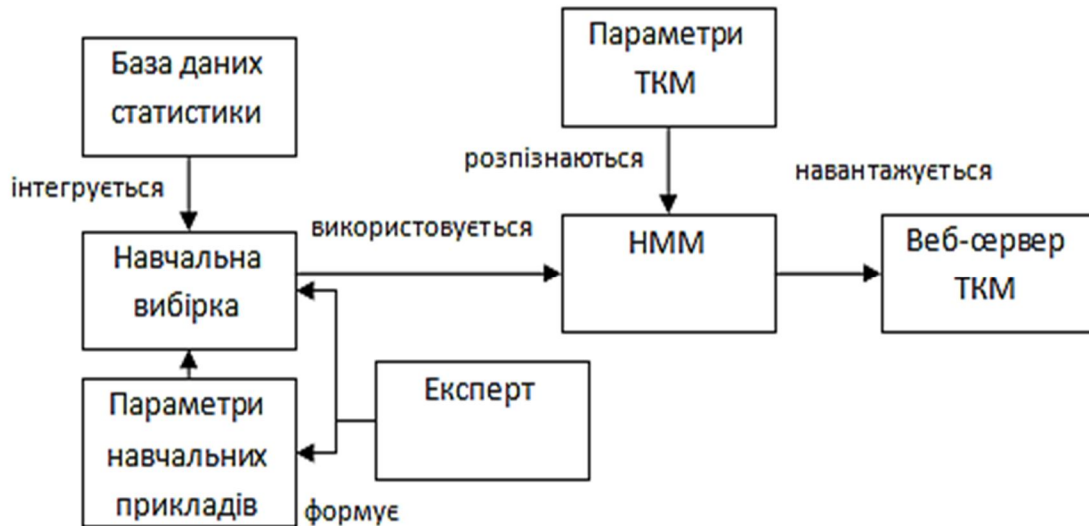 База даних
статистики
Параметри
ТКМ
інтегрується
розпізнаються
навантажується
Навчальна
вибірка
використовується
НММ
Веб-сервер
ТКМ
Параметри
навчальних
прикладів
Експерт
формує